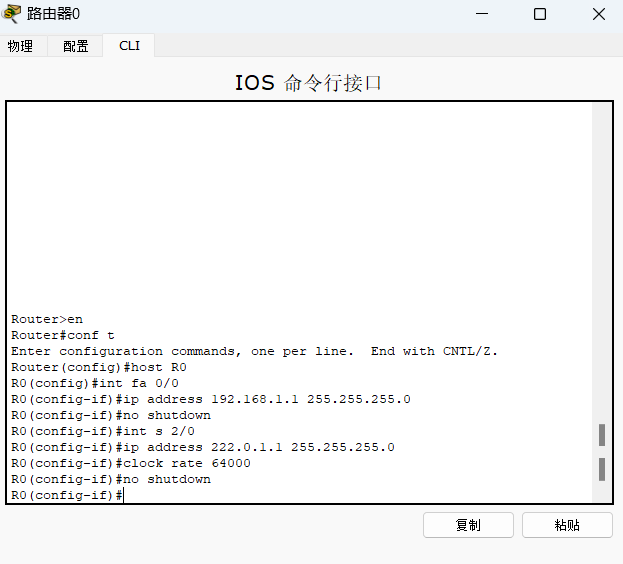 路由器0
物理 配置 CLI
IOS 命令行接口
Router>en
Router#conf t
Enter configuration commands, one per line.  End with CNTL/Z.
Router(config)#host R0
R0(config)#int fa 0/0
R0(config-if)#ip address 192.168.1.1 255.255.255.0
R0(config-if)#no shutdown
R0(config-if)#int s 2/0
R0(config-if)#ip address 222.0.1.1 255.255.255.0
R0(config-if)#clock rate 64000
R0(config-if)#no shutdown
R0(config-if)#
复制 粘贴